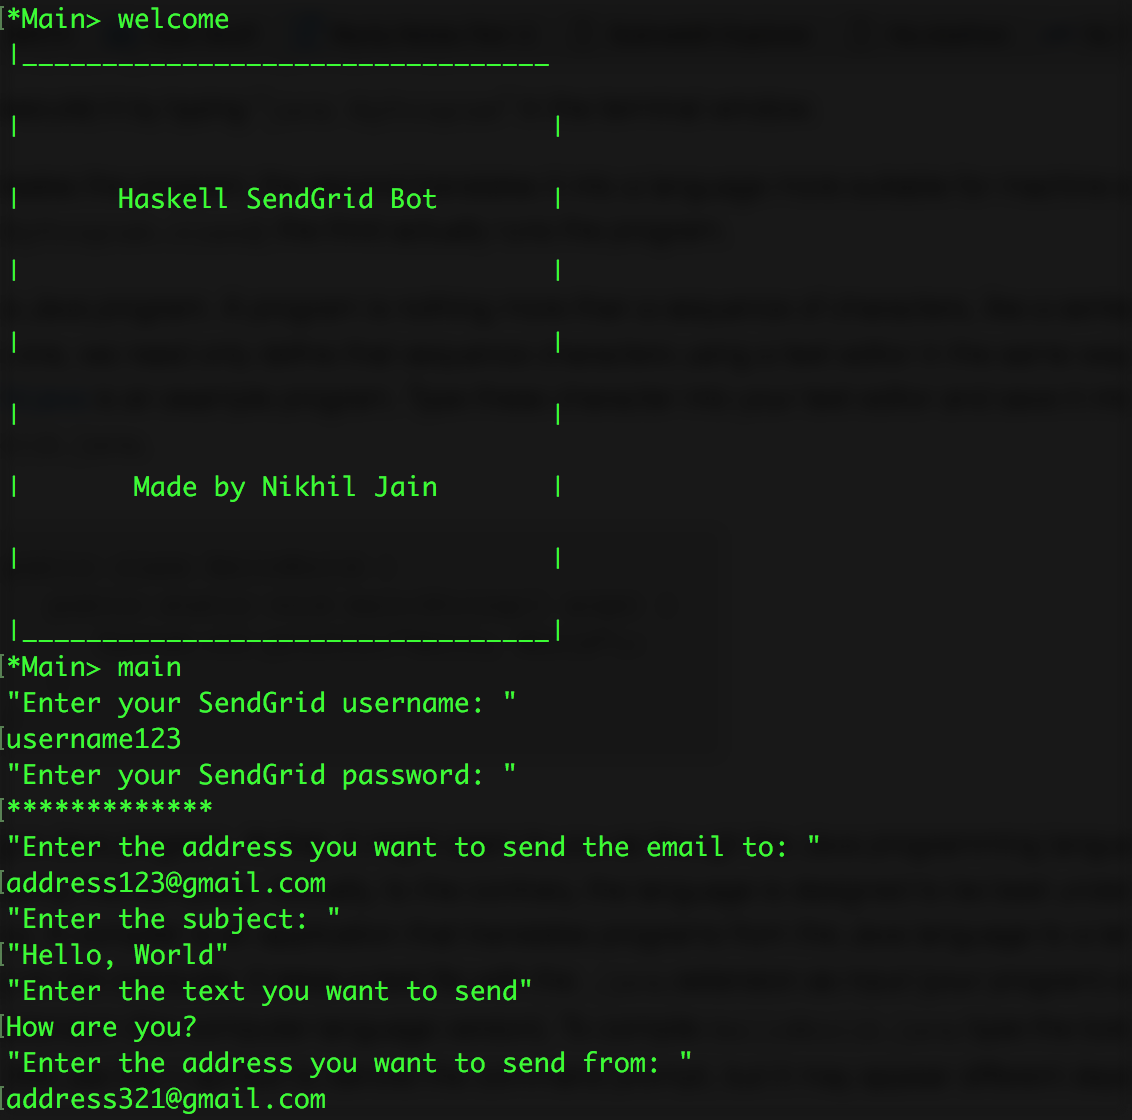 *Main> welcome
|_________________________________
|                                  |
|      Haskell SendGrid Bot        |
|                                  |
|                                  |
|                                  |
|       Made by Nikhil Jain        |
|                                  |
|_________________________________|
*Main> main
"Enter your SendGrid username: "
username123
"Enter your SendGrid password: "
*************
"Enter the address you want to send the email to: "
address123@gmail.com
"Enter the subject: "
"Hello, World"
"Enter the text you want to send"
How are you?
"Enter the address you want to send from: "
address321@gmail.com